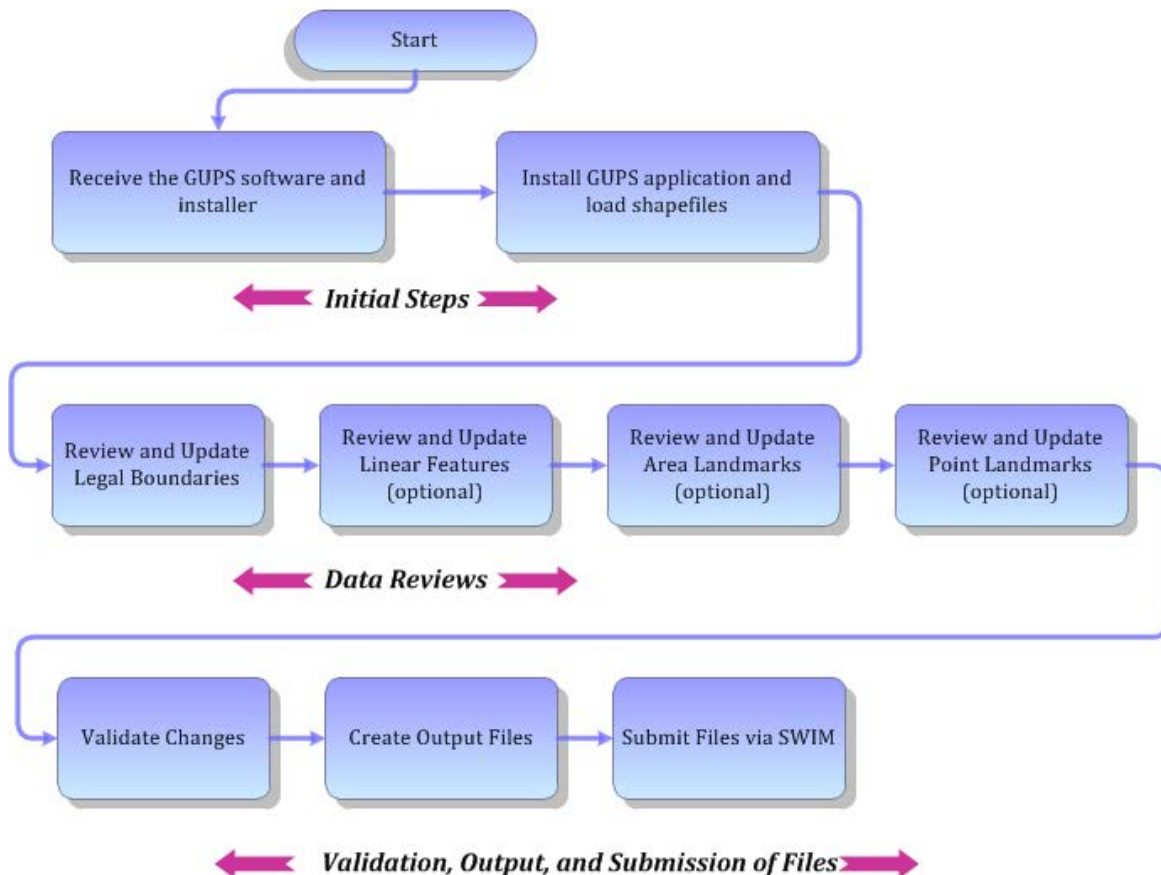 Start
Receive the GUPS software and
installer
Install GUPS application and
load shapefiles
Initial Steps
Review and Update
Legal Boundaries
Review and Update
Linear Features
(optional)
Review and Update
Area Landmarks
(optional)
Review and Update
Point Landmarks
(optional)
Data Reviews
Validate Changes
Create Output Files
Submit Files via SWIM
Validation, Output, and Submission of Files